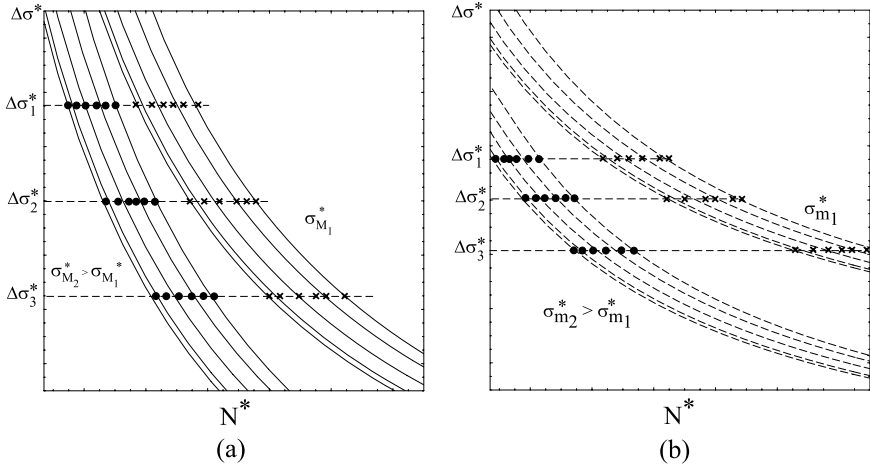 Δσ*
Δσ*1
Δσ*2
Δσ*3
σ*M1
σ*M2 > σ*M1
N*
(a)
Δσ*
Δσ*1
Δσ*2
Δσ*3
σ*m1
σ*m2 > σ*m1
N*
(b)